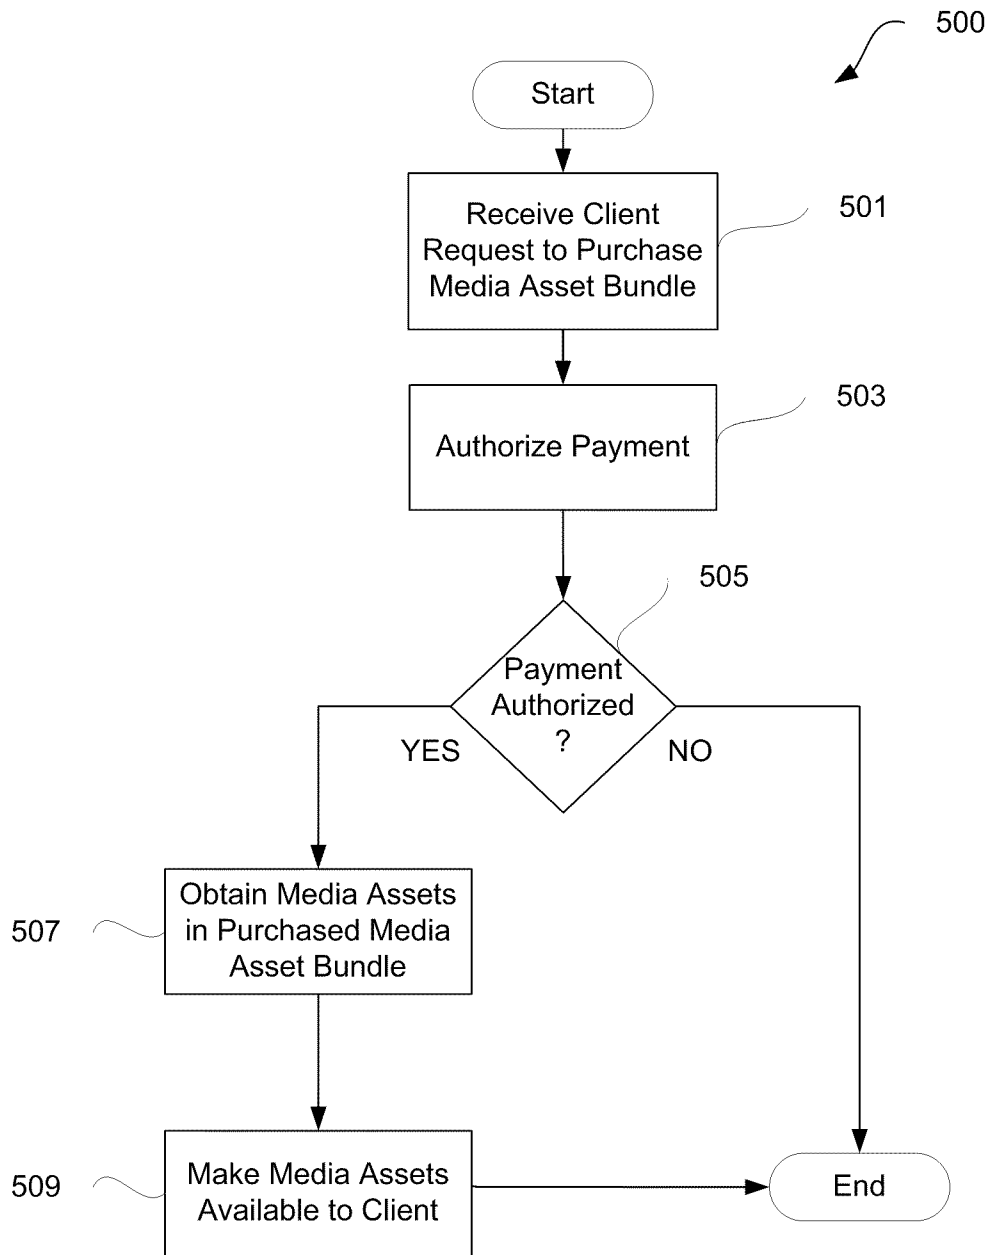 500
Start
Receive Client
Request to Purchase
Media Asset Bundle
501
Authorize Payment
503
505
Payment
Authorized
?
YES
NO
Obtain Media Assets
in Purchased Media
Asset Bundle
507
Make Media Assets
Available to Client
509
End